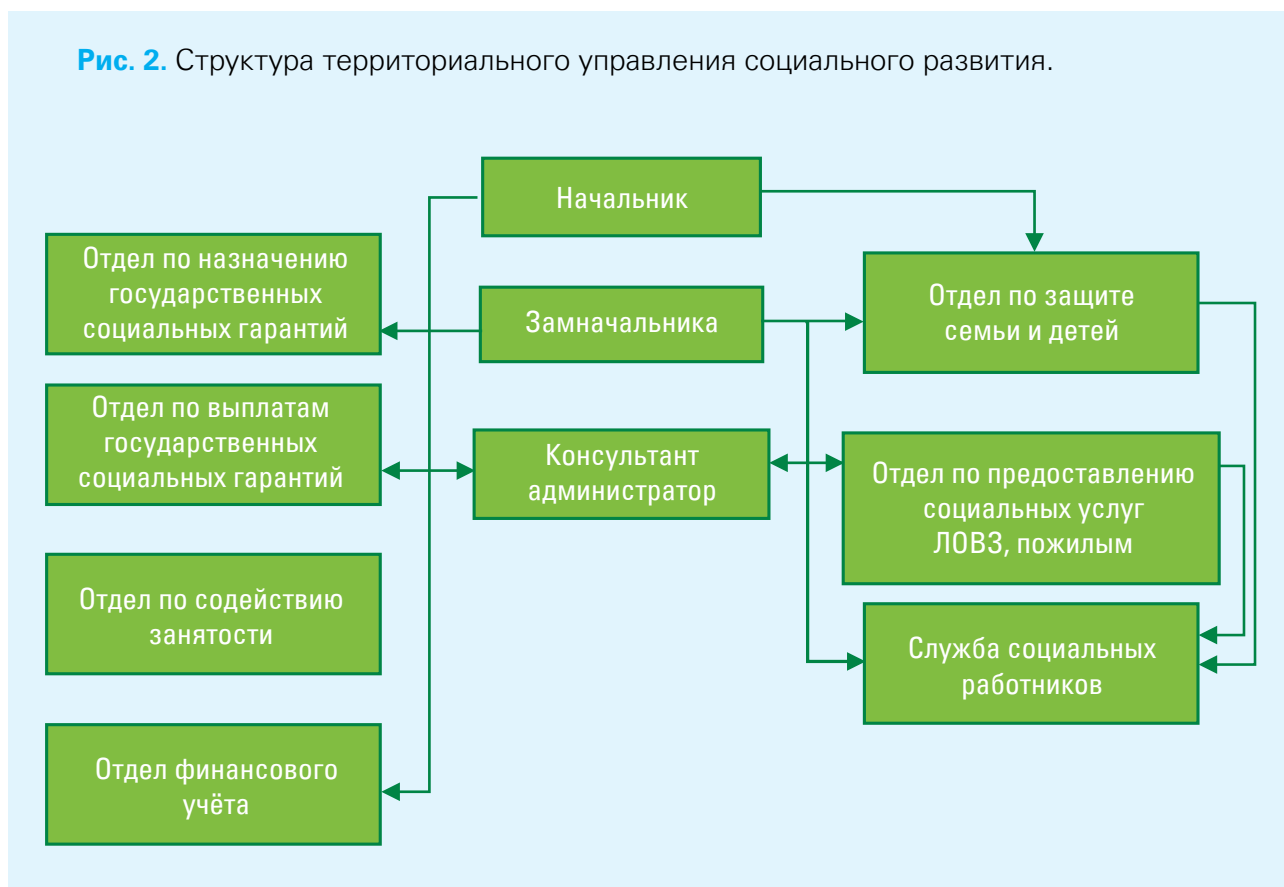 Рис. 2. Структура территориального управления социального развития.
Начальник
Отдел по назначению
государственных
социальных гарантий
Замначальника
Отдел по защите
семьи и детей
Отдел по выплатам
государственных
социальных гарантий
Консультант
администратор
Отдел по предоставлению
социальных услуг
ЛОВЗ, пожилым
Отдел по содействию
занятости
Служба социальных
работников
Отдел финансового
учёта